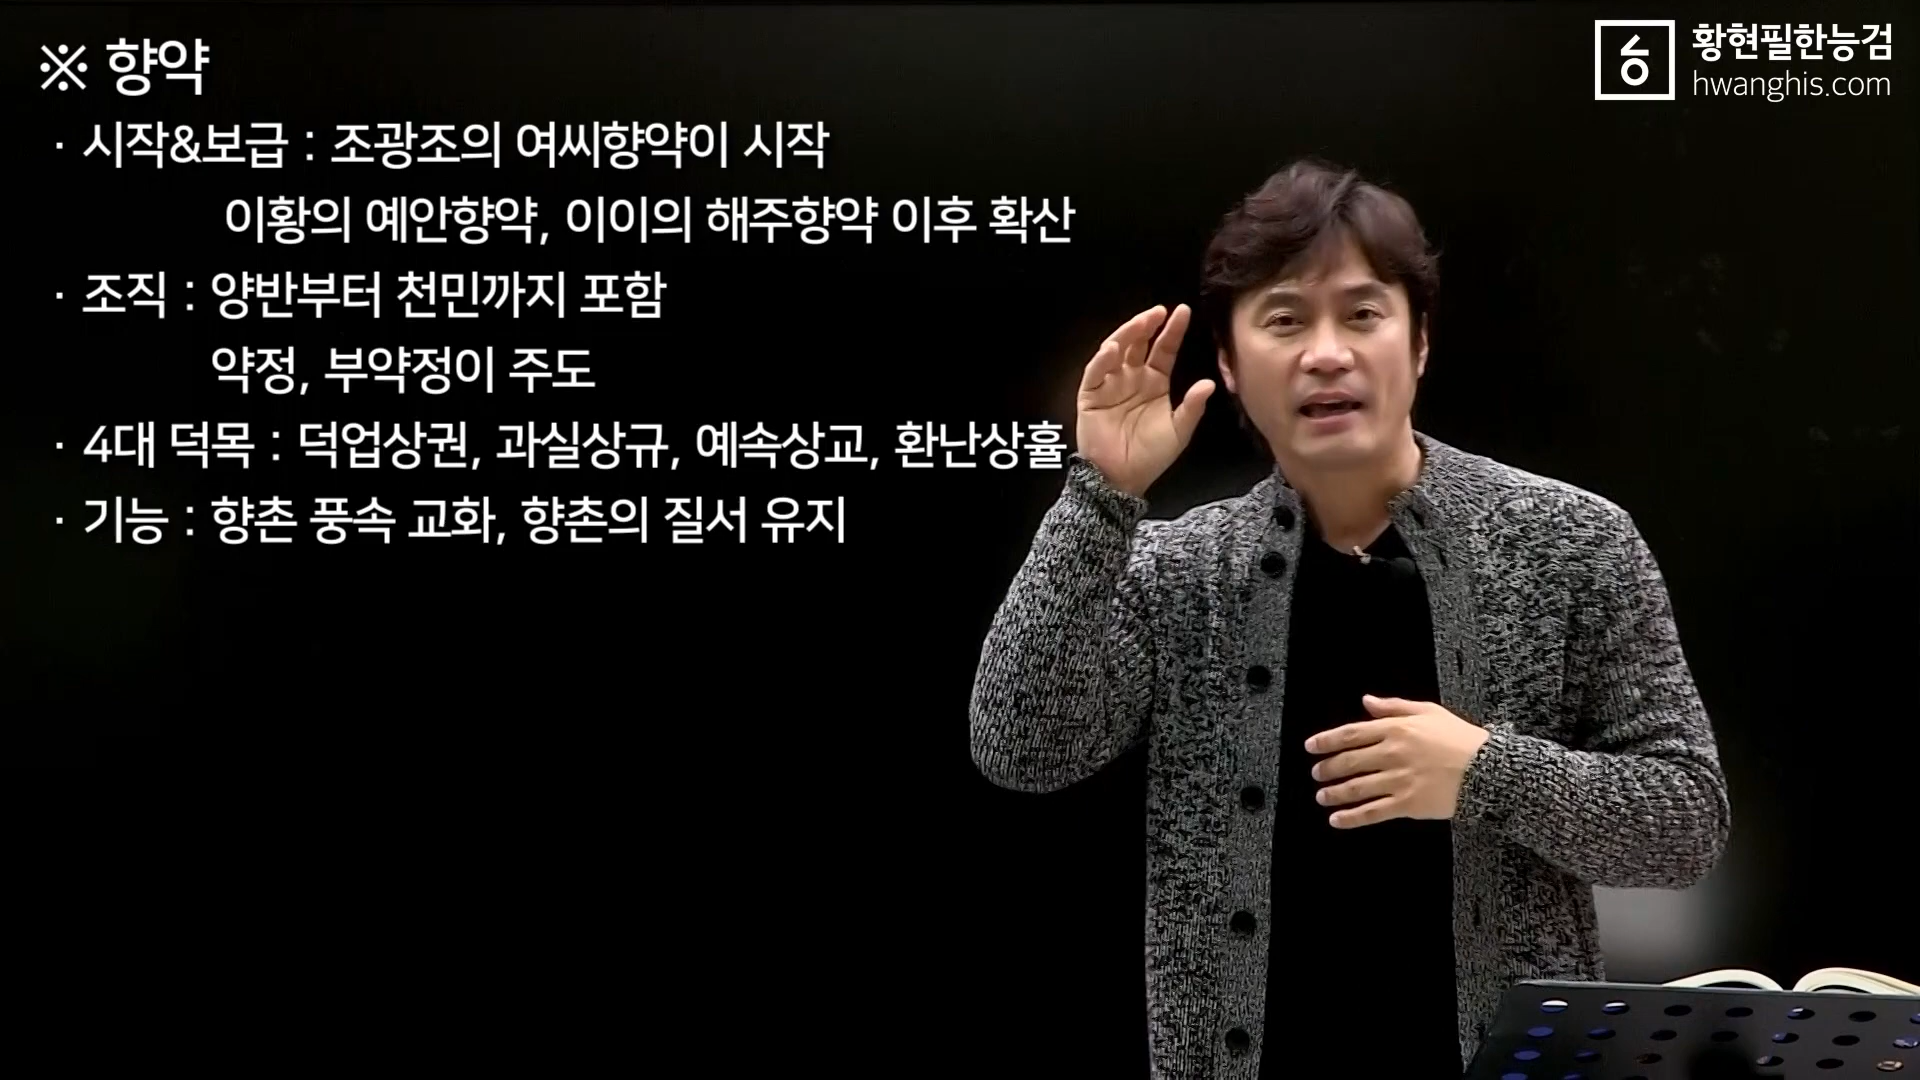 ※ 향약
· 시작&보급 : 조광조의 여씨향약이 시작
이황의 예안향약, 이이의 해주향약 이후 확산
· 조직 : 양반부터 천민까지 포함
약정, 부약정이 주도
· 4대 덕목 : 덕업상권, 과실상규, 예속상교, 환난상휼
· 기능 : 향촌 풍속 교화, 향촌의 질서 유지
황현필한능검
hwanghis.com